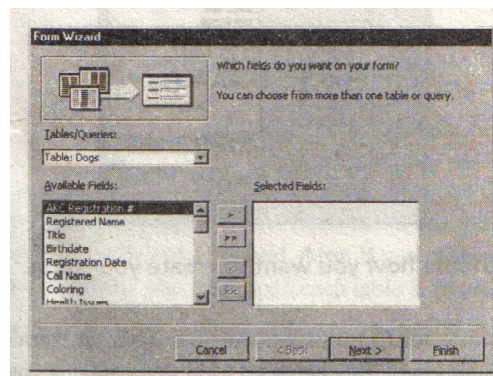 Form Wizard
Which fields do you want on your form?
You can choose from more than one table or query.
Tables/Queries:
Table: Dogs
Available Fields:
Selected Fields:
AKC Registration #
Registered Name
Title
Birthdate
Registration Date
Call Name
Coloring
Health Issues
>
>>
<
<<
Cancel
< Back
Next >
Finish